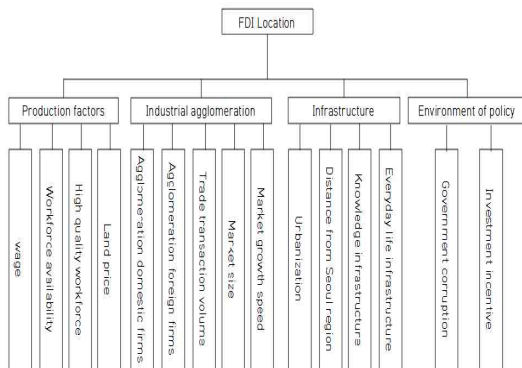 FDI Location
Production factors
Industrial agglomeration
Infrastructure
Environment of policy
wage
Workforce availability
High quality workforce
Land price
Agglomeration domestic firms
Agglomeration foreign firms
Trade transaction volume
Market size
Market growth speed
Urbanization
Distance from Seoul region
Knowledge infrastructure
Everyday life infrastructure
Government corruption
Investment incentive